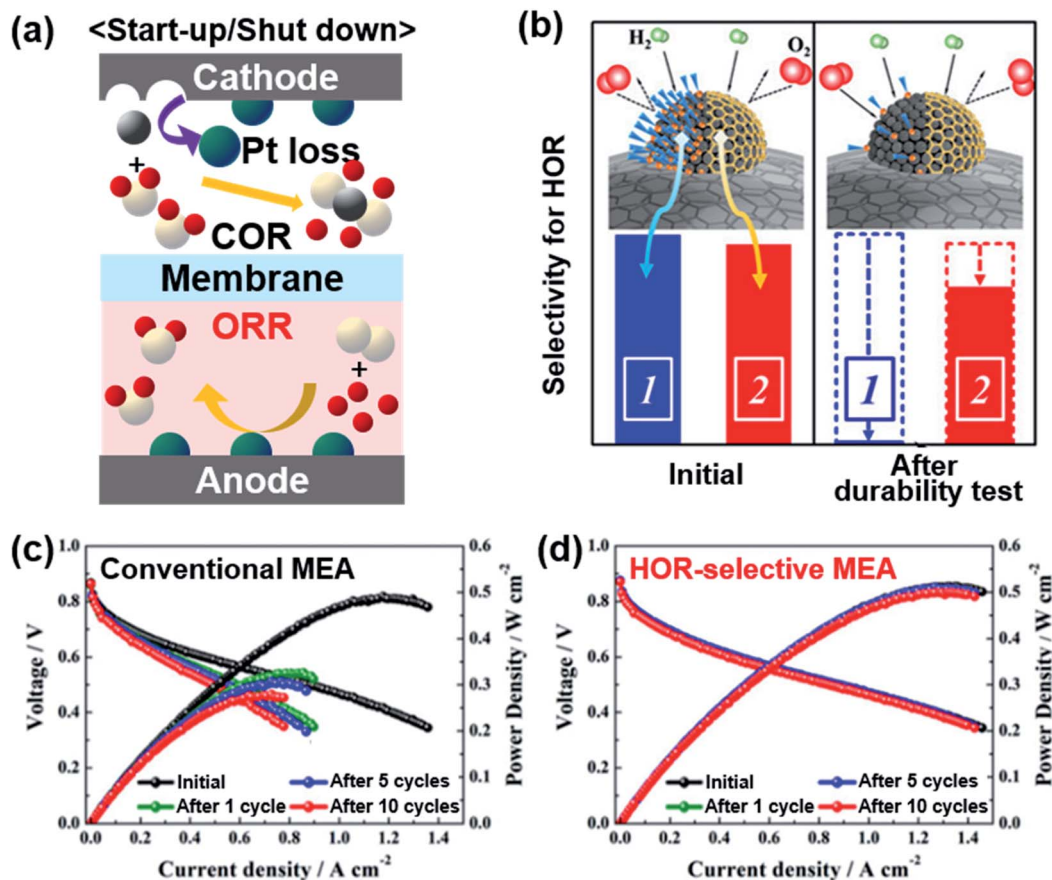 (a)
<Start-up/Shut down>
Cathode
Pt loss
+
COR
Membrane
ORR
+
Anode
(b)
Selectivity for HOR
H2
O2
1
2
1
2
Initial
After
durability test
(c)
Conventional MEA
Voltage / V
1.0
0.8
0.6
0.4
0.2
0.0
Power Density / W cm-2
0.6
0.5
0.4
0.3
0.2
0.1
0.0
Initial
After 5 cycles
After 1 cycle
After 10 cycles
0.0 0.2 0.4 0.6 0.8 1.0 1.2 1.4
Current density / A cm-2
(d)
HOR-selective MEA
Voltage / V
1.0
0.8
0.6
0.4
0.2
0.0
Power Density / W cm-2
0.6
0.5
0.4
0.3
0.2
0.1
0.0
Initial
After 5 cycles
After 1 cycle
After 10 cycles
0.0 0.2 0.4 0.6 0.8 1.0 1.2 1.4
Current density / A cm-2